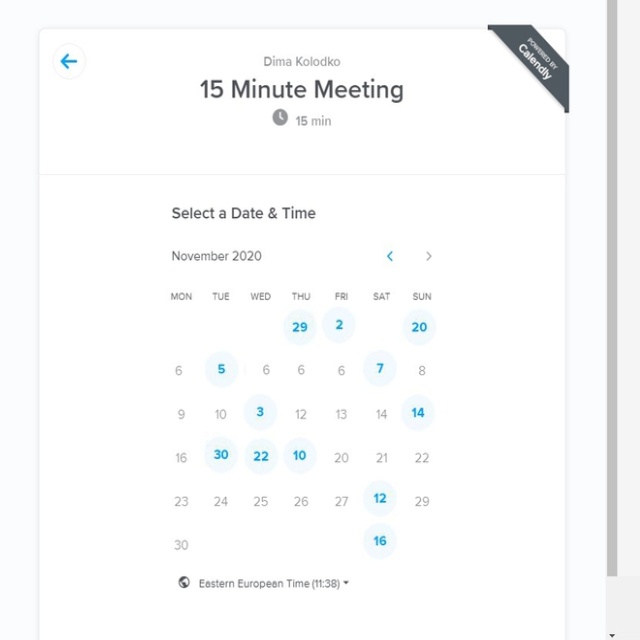 POWERED BY
Calendly
Dima Kolodko
15 Minute Meeting
15 min
Select a Date & Time
November 2020
MON TUE WED THU FRI SAT SUN
29 2 20
6 5 6 6 6 7 8
9 10 3 12 13 14 14
16 30 22 10 20 21 22
23 24 25 26 27 12 29
30 16
Eastern European Time (11:38)